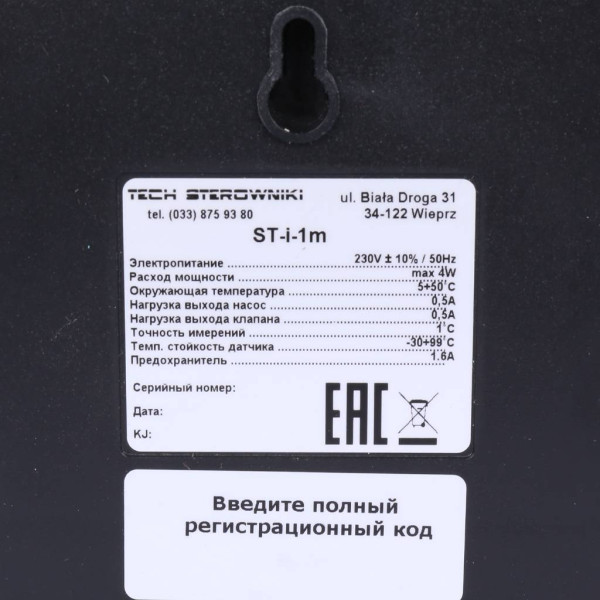 TECH STEROWNIKI ul. Biała Droga 31
tel. (033) 875 93 80 34-122 Wieprz
ST-i-1m
Электропитание 230V ± 10% / 50Hz
Расход мощности max 4W
Окружающая температура 5÷50°C
Нагрузка выхода насос 0,5A
Нагрузка выхода клапана 0,5A
Точность имерений 1°C
Темп. стойкость датчика -30÷99°C
Предохранитель 1.6A
Серийный номер:
Дата:
KJ:
EAC
Введите полный
регистрационный код